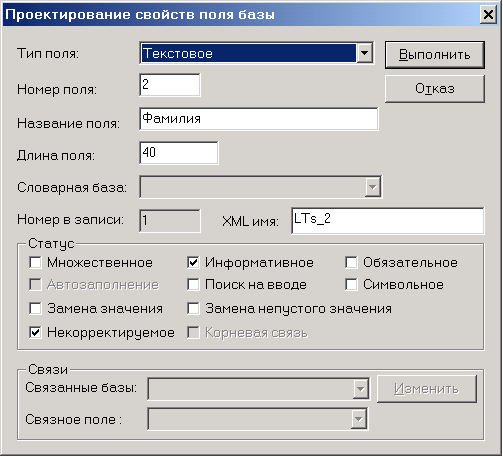 Проектирование свойств поля базы
Тип поля: Текстовое Выполнить
Номер поля: 2 Отказ
Название поля: Фамилия
Длина поля: 40
Словарная база:
Номер в записи: 1 XML имя: LTs_2
Статус
Множественное Информативное Обязательное
Автозаполнение Поиск на вводе Символьное
Замена значения Замена непустого значения
Некорректируемое Корневая связь
Связи
Связанные базы: Изменить
Связное поле :